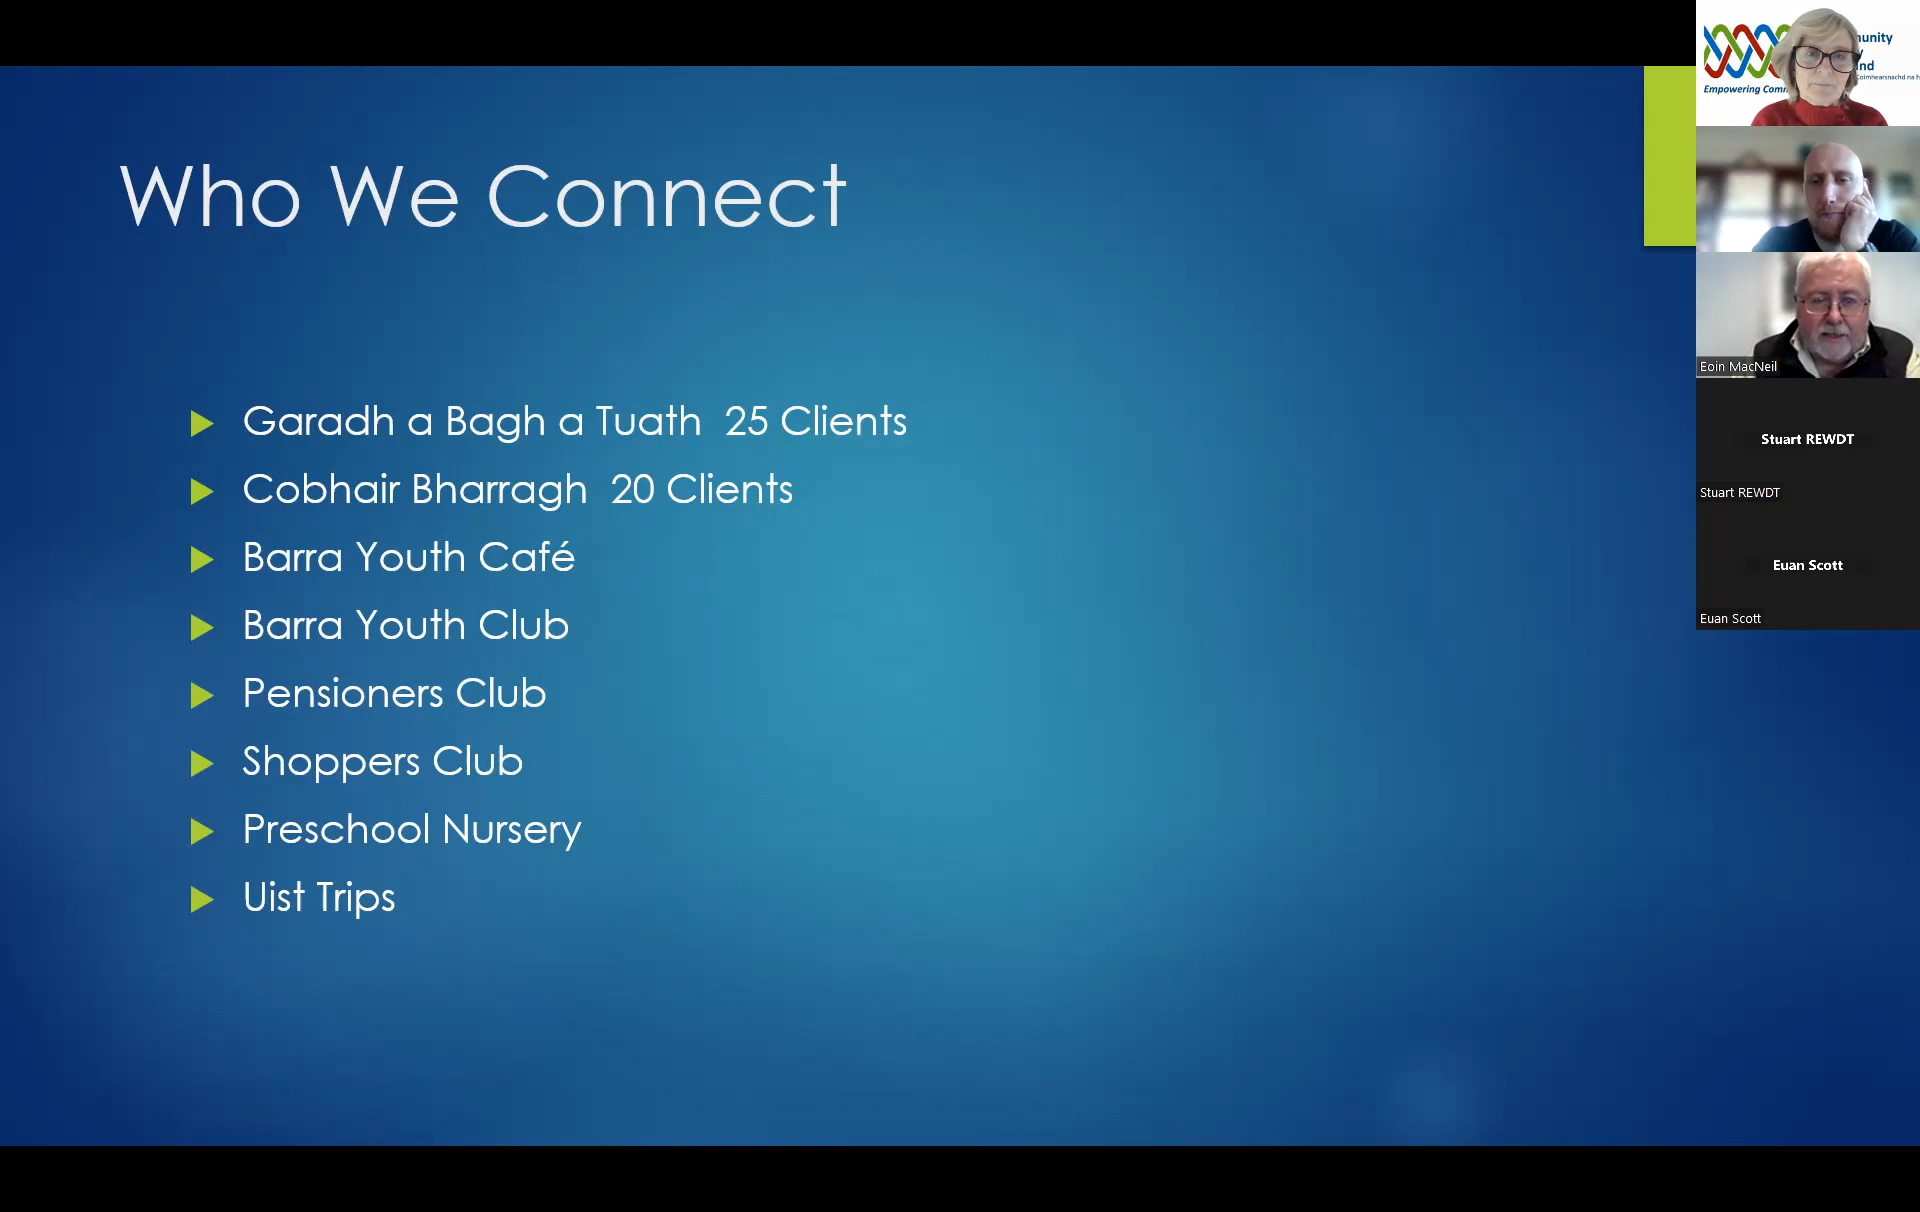 Who We Connect
Garadh a Bagh a Tuath 25 Clients
Cobhair Bharragh 20 Clients
Barra Youth Café
Barra Youth Club
Pensioners Club
Shoppers Club
Preschool Nursery
Uist Trips
Empowering
Eoin MacNeil
Stuart REWDT
Stuart REWDT
Euan Scott
Euan Scott